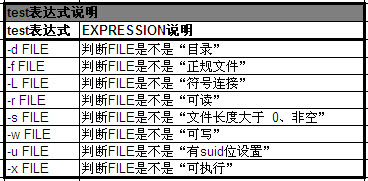 test表达式说明
test表达式 EXPRESSION说明
-d FILE 判断FILE是不是“目录”
-f FILE 判断FILE是不是“正规文件”
-L FILE 判断FILE是不是“符号连接”
-r FILE 判断FILE是不是“可读”
-s FILE 判断FILE是不是“文件长度大于 0、非空”
-w FILE 判断FILE是不是“可写”
-u FILE 判断FILE是不是“有suid位设置”
-x FILE 判断FILE是不是“可执行”